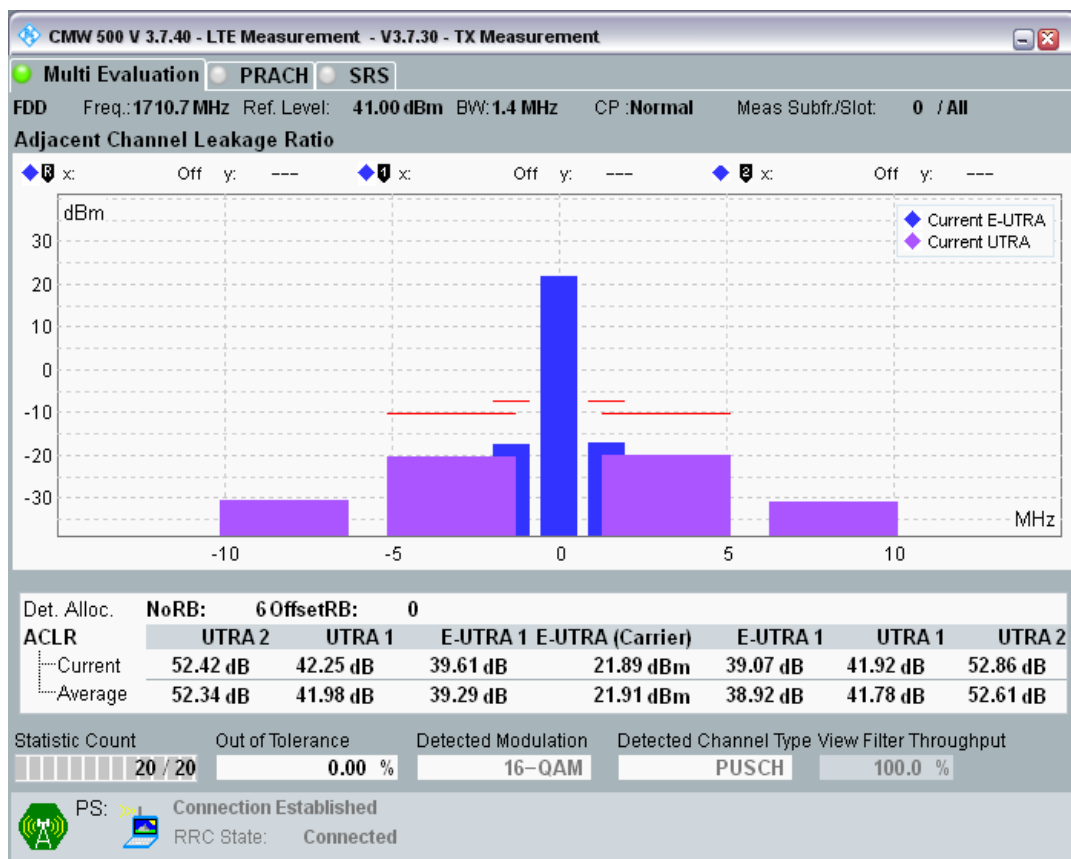 CMW 500 V 3.7.40 - LTE Measurement - V3.7.30 - TX Measurement
Multi Evaluation PRACH SRS
FDD Freq.: 1710.7 MHz Ref. Level: 41.00 dBm BW: 1.4 MHz CP : Normal Meas Subfr./Slot: 0 / All
Adjacent Channel Leakage Ratio
R x: Off y: --- 1 x: Off y: --- 2 x: Off y: ---
dBm
Current E-UTRA
Current UTRA
30
20
10
0
-10
-20
-30
MHz
-10 -5 0 5 10
Det. Alloc. NoRB: 6 OffsetRB: 0
ACLR UTRA 2 UTRA 1 E-UTRA 1 E-UTRA (Carrier) E-UTRA 1 UTRA 1 UTRA 2
Current 52.42 dB 42.25 dB 39.61 dB 21.89 dBm 39.07 dB 41.92 dB 52.86 dB
Average 52.34 dB 41.98 dB 39.29 dB 21.91 dBm 38.92 dB 41.78 dB 52.61 dB
Statistic Count Out of Tolerance Detected Modulation Detected Channel Type View Filter Throughput
20 / 20 0.00 % 16-QAM PUSCH 100.0 %
PS: Connection Established
RRC State: Connected